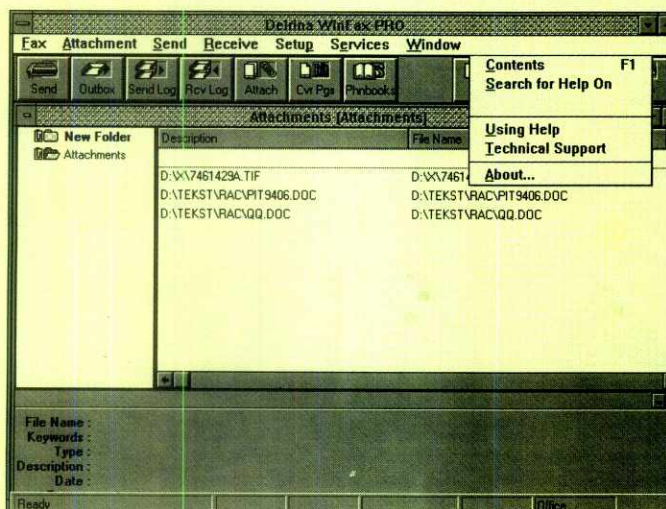 Delrina WinFax PRO
Fax Attachment Send Receive Setup Services Window
Contents F1
Search for Help On
Using Help
Technical Support
About...
Send Outbox Send Log Rcv Log Attach Cvr Pgs Phnbooks
Attachments [Attachments]
New Folder
Attachments
Description File Name
D:\X\7461429A.TIF D:\X\7461
D:\TEKST\RAC\PIT9406.DOC D:\TEKST\RAC\PIT9406.DOC
D:\TEKST\RAC\QQ.DOC D:\TEKST\RAC\QQ.DOC
File Name :
Keywords :
Type :
Description :
Date :
Ready Office